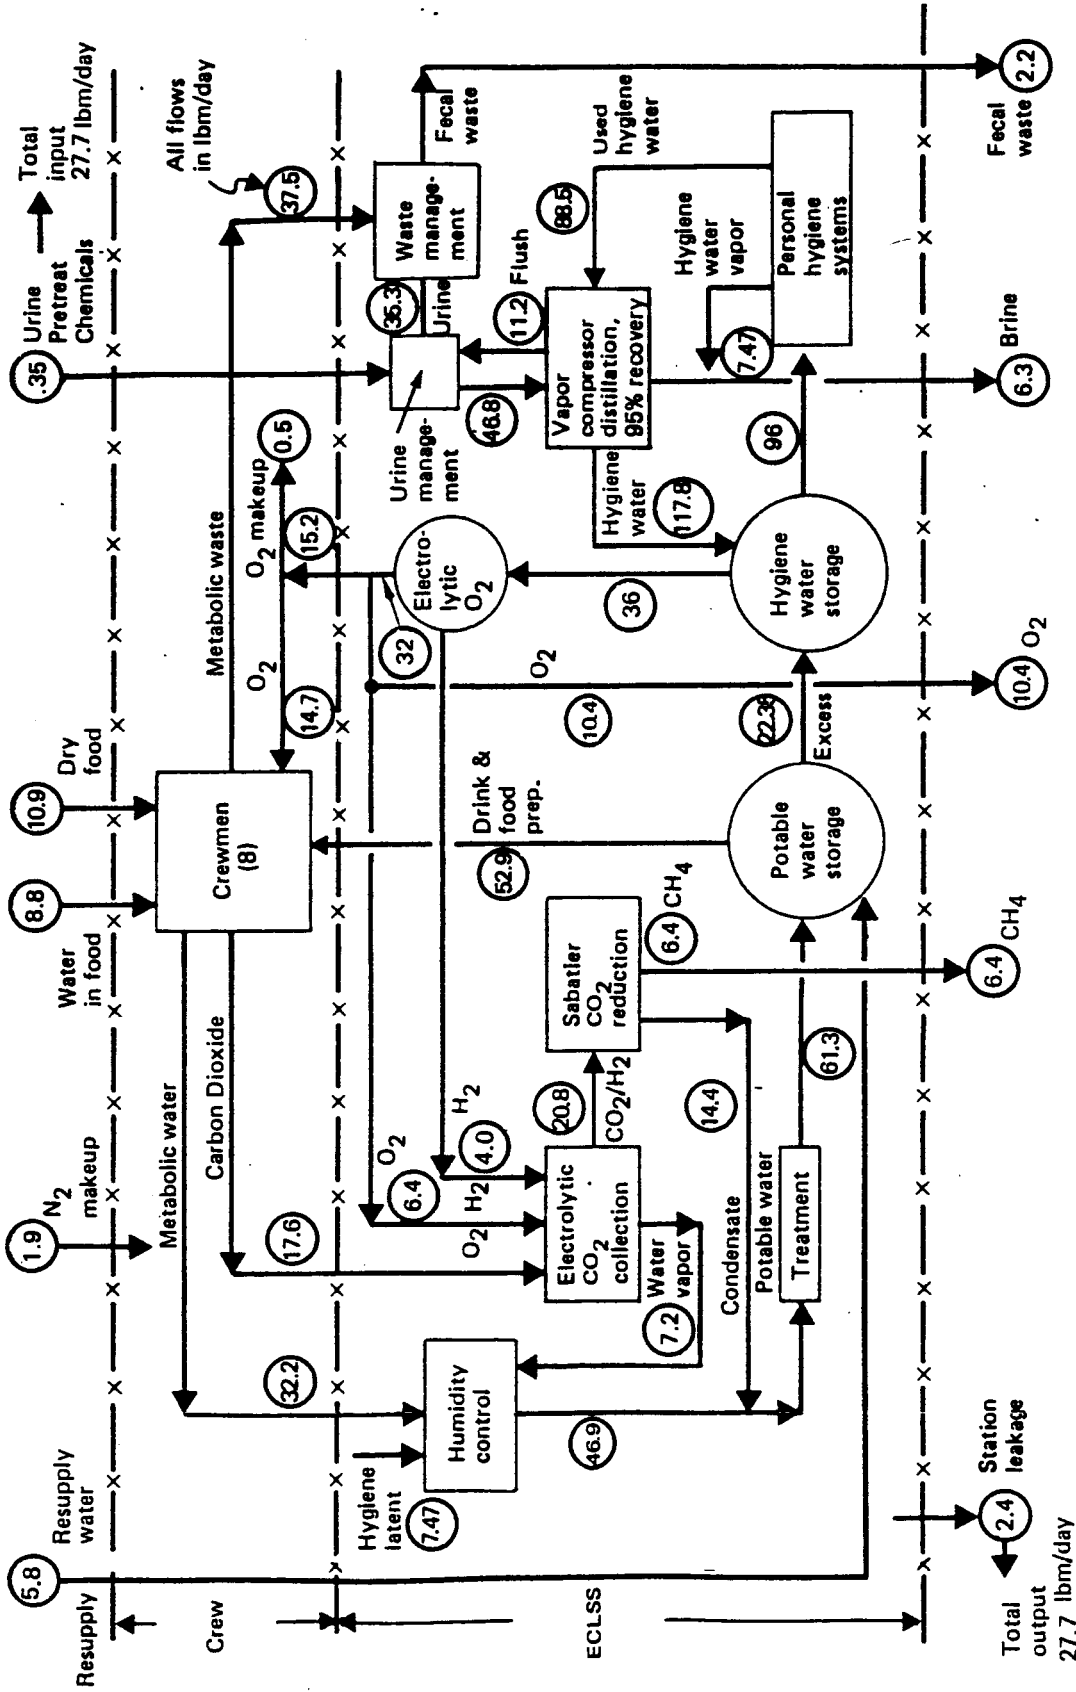 Resupply
5.8
Resupply
water
1.9
N2
makeup
8.8
Water
in food
10.9
Dry
food
.35
Urine
Pretreat
Chemicals
Total
input
27.7 lbm/day
Crew
Metabolic water
Carbon Dioxide
Crewmen
(8)
Metabolic waste
O2
14.7
O2 makeup
15.2
0.5
All flows
in lbm/day
37.5
32.2
17.6
ECLSS
Hygiene
latent
7.47
Humidity
control
46.9
O2
6.4
H2
4.0
O2
H2
Electrolytic
CO2
collection
Water
vapor
7.2
20.8
CO2/H2
Sabatier
CO2
reduction
6.4
CH4
14.4
Condensate
Potable water
Treatment
61.3
Drink &
food
prep.
52.9
Potable
water
storage
22.38
Excess
32
Electro-
lytic
O2
O2
10.4
36
Hygiene
water
storage
Urine
manage-
ment
35.3
Urine
Waste
manage-
ment
Fecal
waste
46.8
11.2
Flush
Vapor
compressor
distillation,
95% recovery
Hygiene
water
117.8
88.5
Used
hygiene
water
Hygiene
water
vapor
7.47
Personal
hygiene
systems
96
Total
output
27.7 lbm/day
2.4
Station
leakage
6.4
CH4
10.4
O2
6.3
Brine
2.2
Fecal
waste